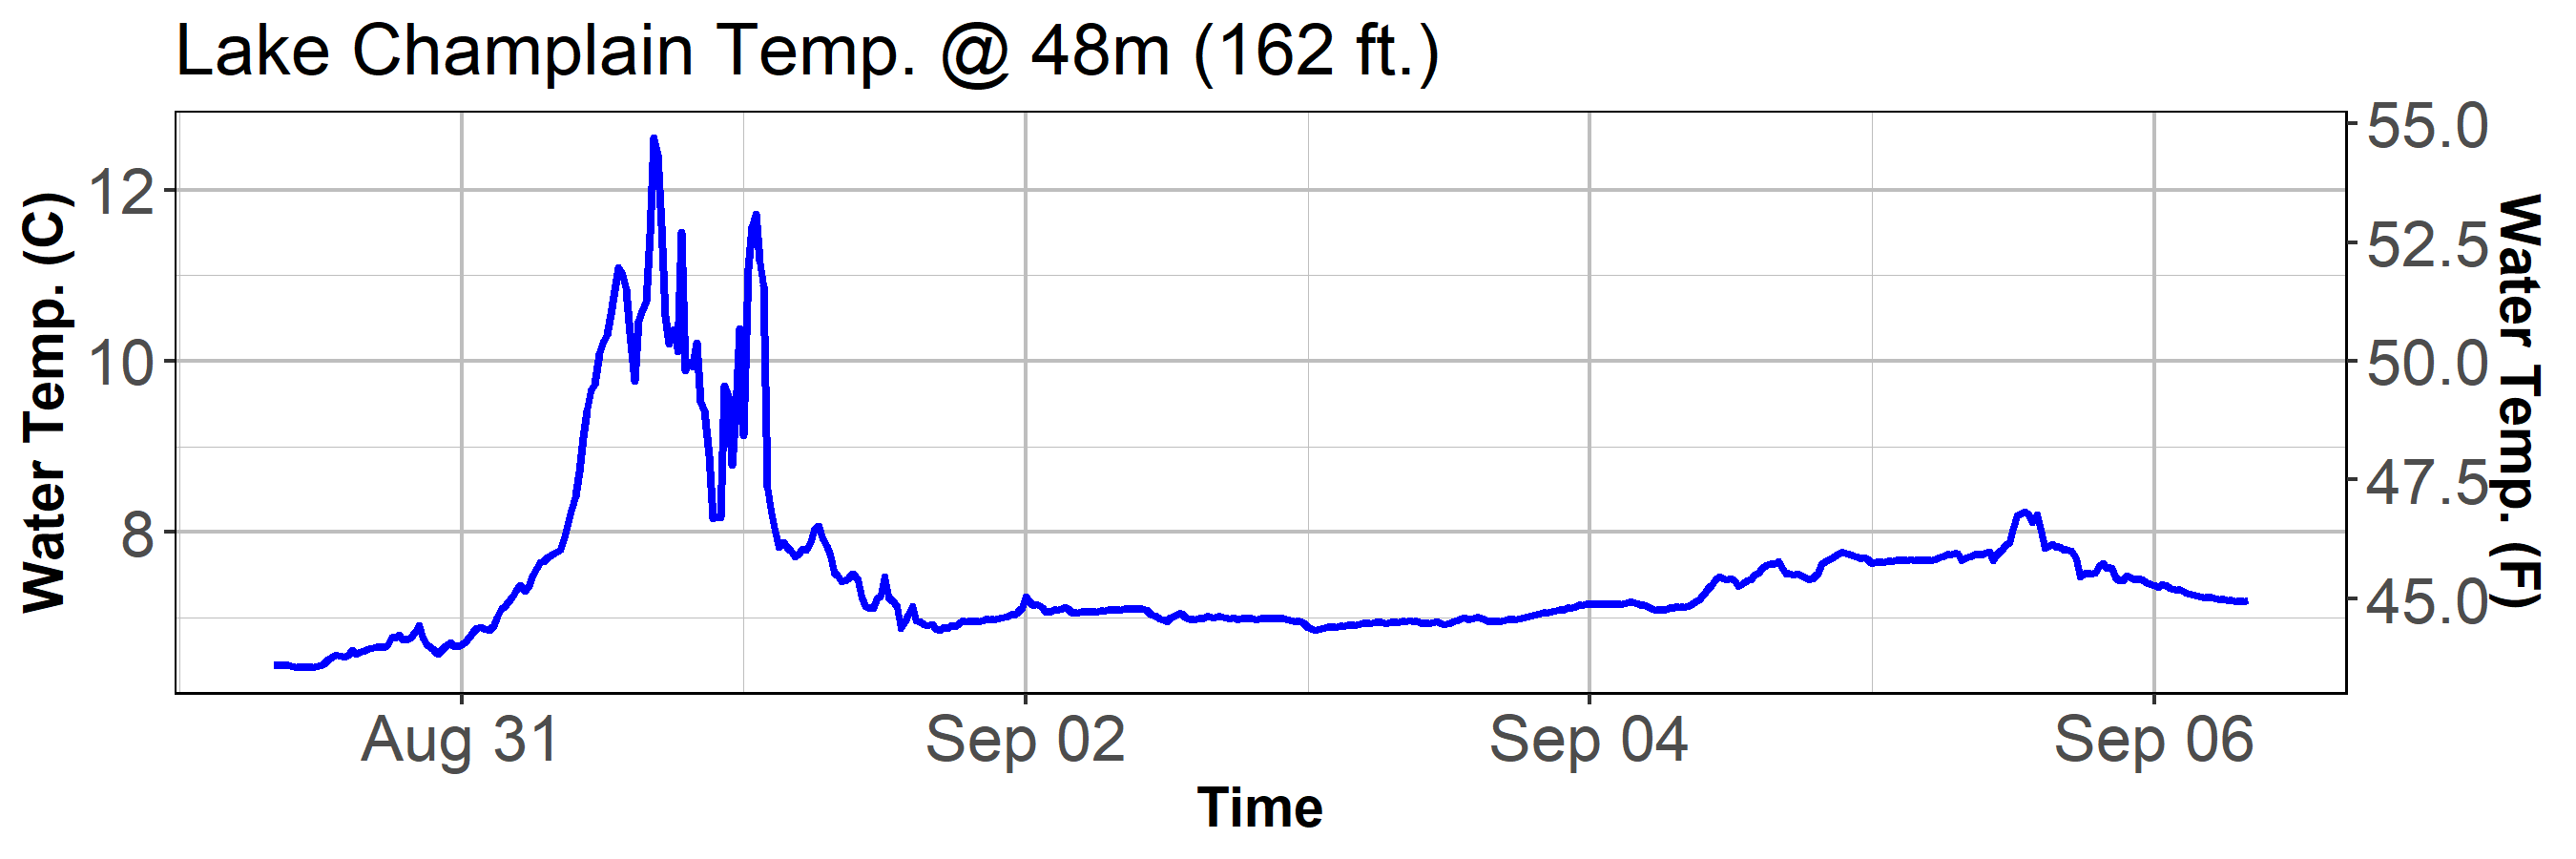 Lake Champlain Temp. @ 48m (162 ft.)
Water Temp. (C)
12
10
8
55.0
52.5
50.0
47.5
45.0
Water Temp. (F)
Aug 31
Sep 02
Sep 04
Sep 06
Time